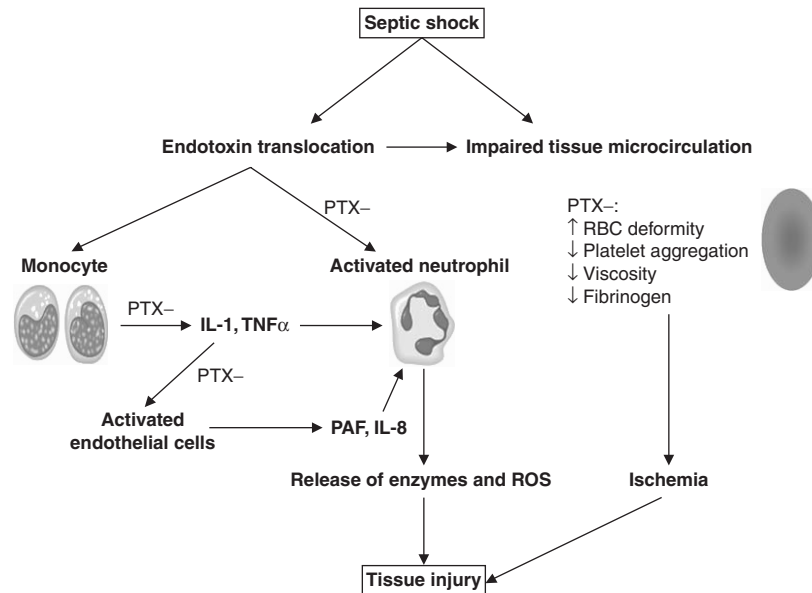 Septic shock
Endotoxin translocation
Impaired tissue microcirculation
PTX–
PTX–:
↑ RBC deformity
↓ Platelet aggregation
↓ Viscosity
↓ Fibrinogen
Monocyte
Activated neutrophil
PTX–
IL-1, TNFα
PTX–
Activated
endothelial cells
PAF, IL-8
Release of enzymes and ROS
Ischemia
Tissue injury